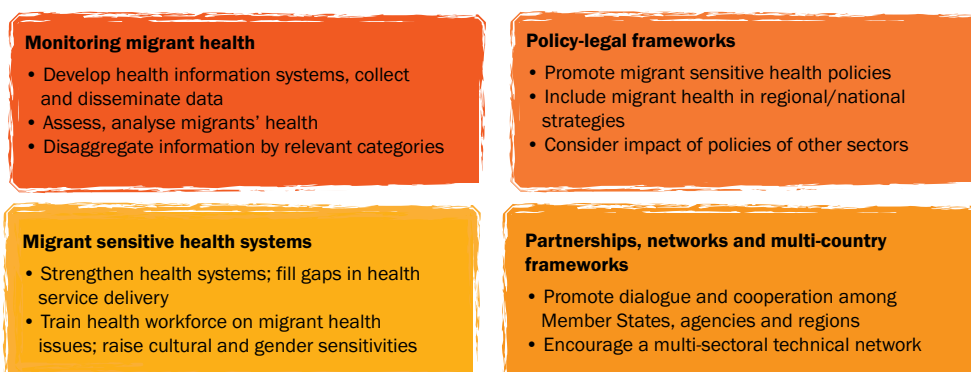 Monitoring migrant health
• Develop health information systems, collect
and disseminate data
• Assess, analyse migrants' health
• Disaggregate information by relevant categories
Policy-legal frameworks
• Promote migrant sensitive health policies
• Include migrant health in regional/national
strategies
• Consider impact of policies of other sectors
Migrant sensitive health systems
• Strengthen health systems; fill gaps in health
service delivery
• Train health workforce on migrant health
issues; raise cultural and gender sensitivities
Partnerships, networks and multi-country
frameworks
• Promote dialogue and cooperation among
Member States, agencies and regions
• Encourage a multi-sectoral technical network